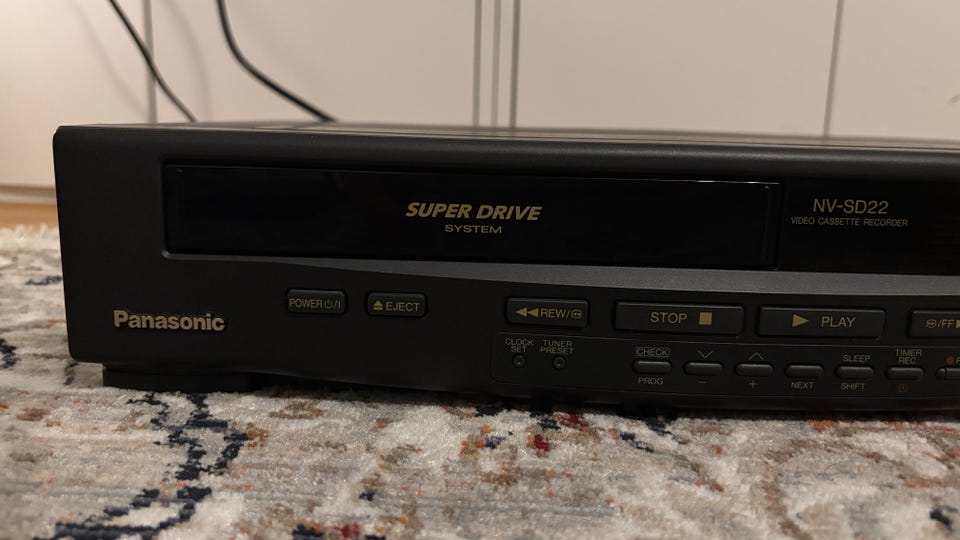 SUPER DRIVE
SYSTEM
NV-SD22
VIDEO CASSETTE RECORDER
Panasonic
POWER ⏻/I
⏏ EJECT
◀◀ REW/
STOP ■
▶ PLAY
/FF ▶
CLOCK SET
TUNER PRESET
CHECK
PROG
−
+
NEXT
SLEEP
SHIFT
TIMER REC